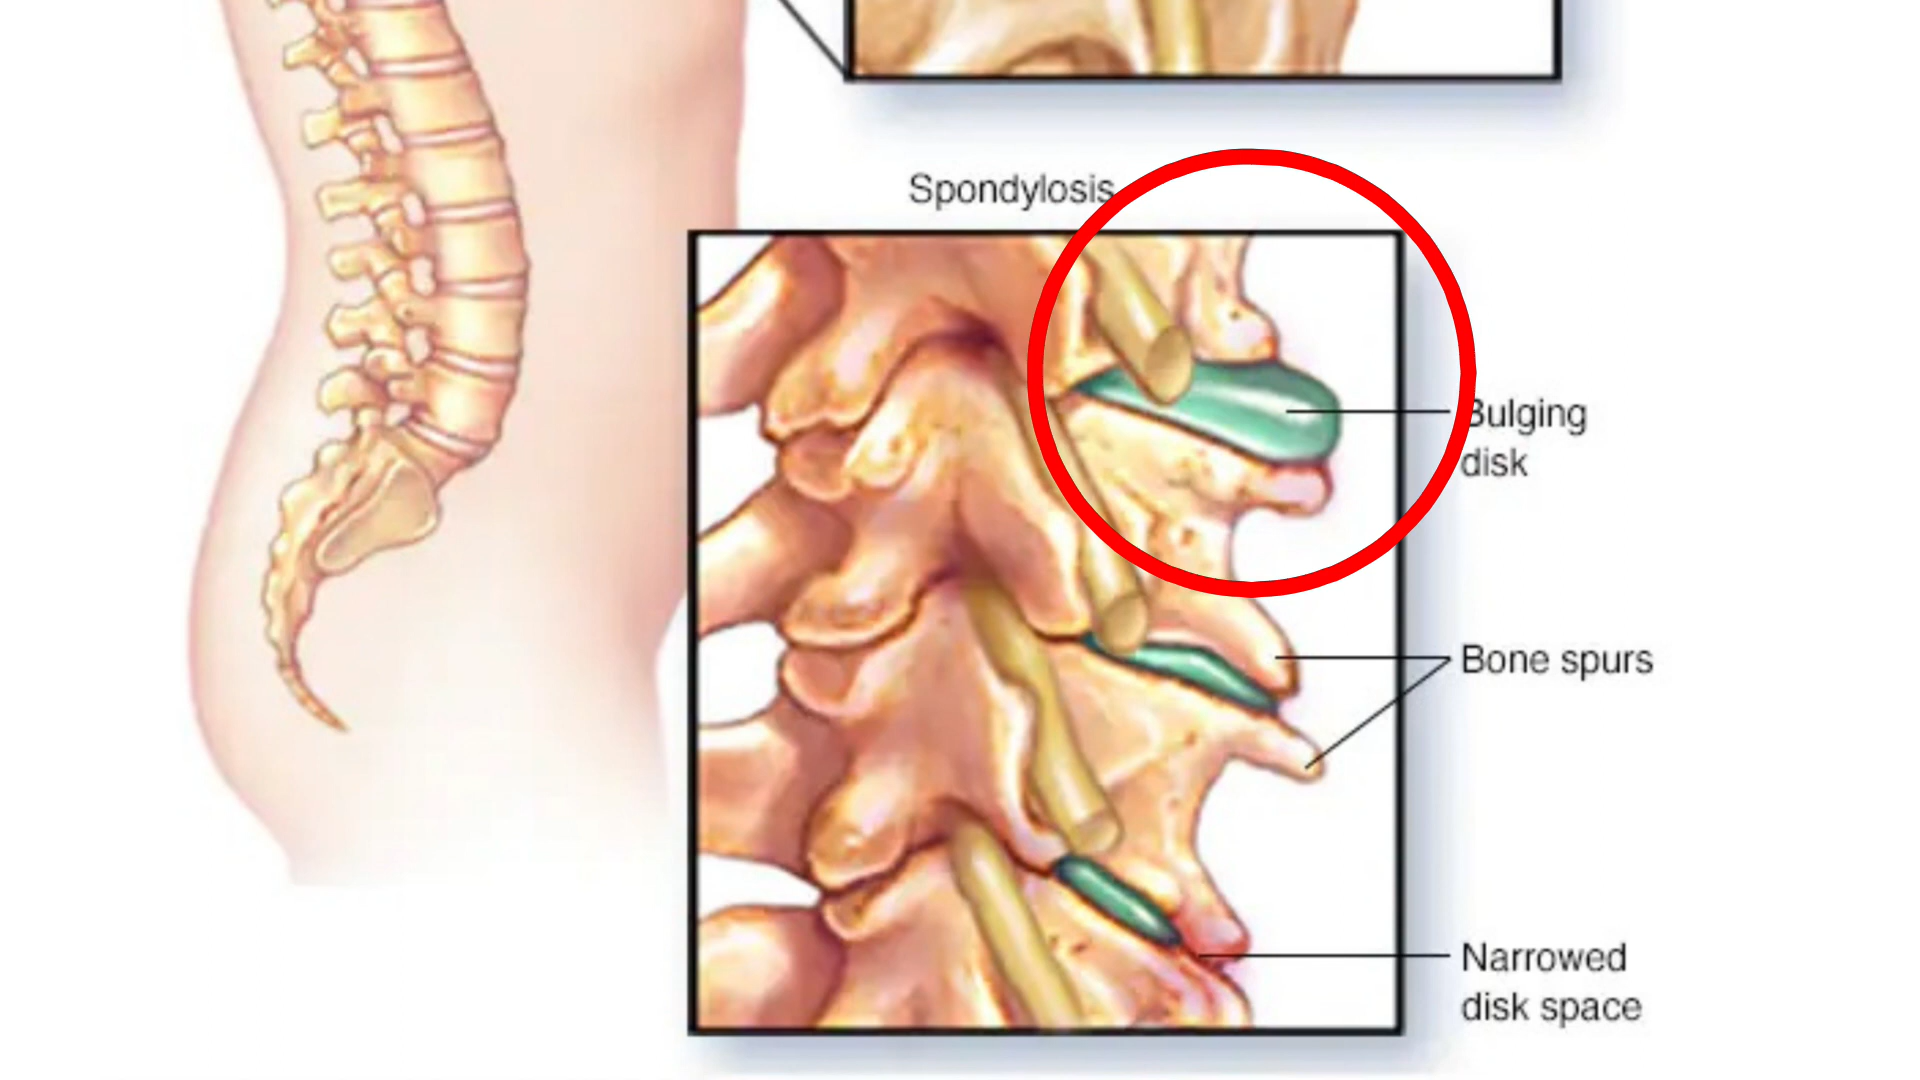 Spondylosis
Bulging
disk
Bone spurs
Narrowed
disk space